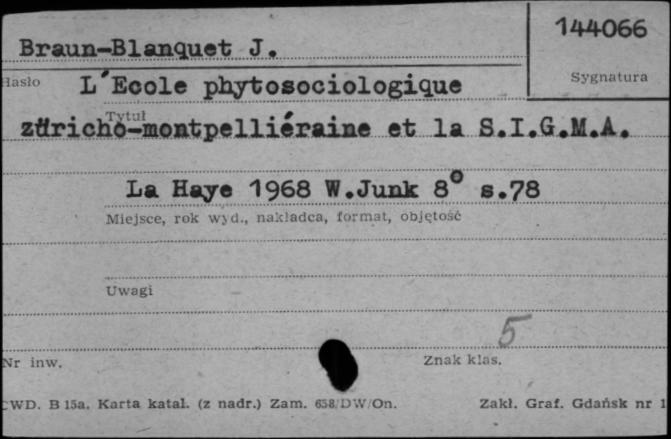 144066
Braun-Blanquet J.
Hasło
Sygnatura
L'Ecole phytosociologique
Tytuł
züricho-montpelliéraine et la S.I.G.M.A.
La Haye 1968 W.Junk 8° s.78
Miejsce, rok wyd., nakładca, format, objętość
Uwagi
5
Nr inw.
Znak klas.
CWD. B 15a. Karta katal. (z nadr.) Zam. 658/DW/On.
Zakł. Graf. Gdańsk nr 1